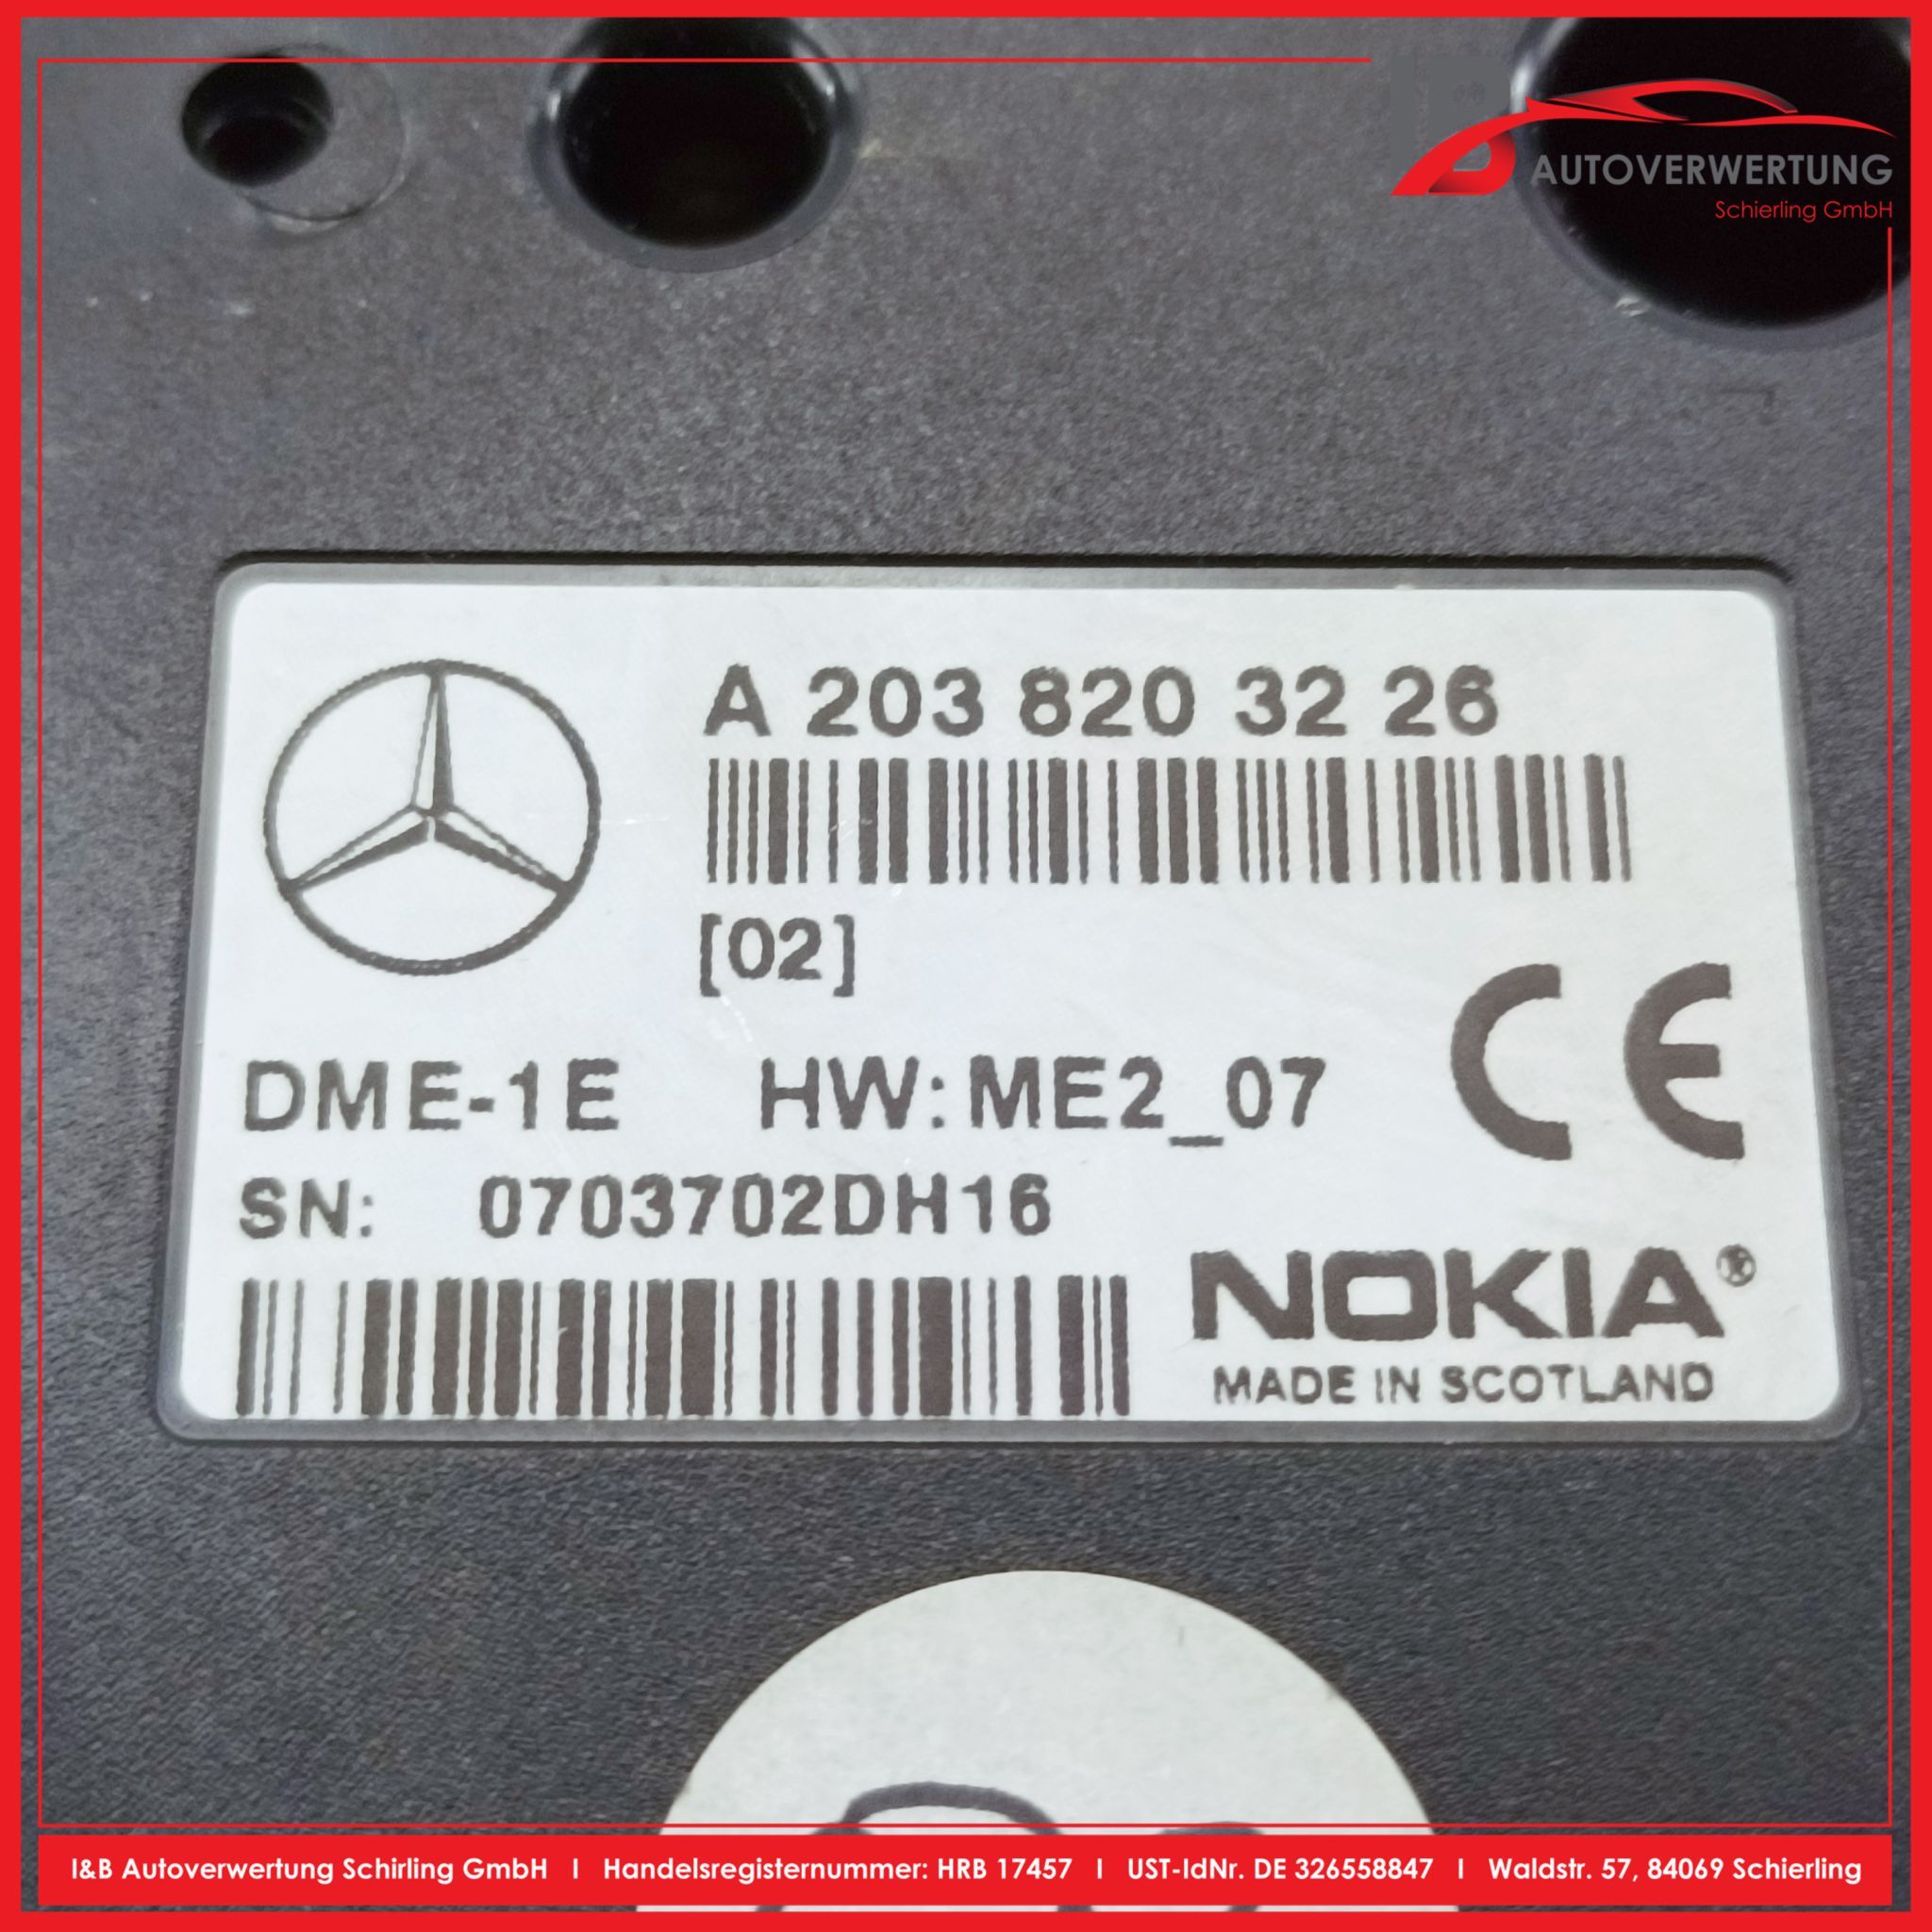 AUTOVERWERTUNG
Schierling GmbH
A 203 820 32 26
[02]
DME-1E HW:ME2_07
CE
SN: 0703702DH16
NOKIA®
MADE IN SCOTLAND
I&B Autoverwertung Schirling GmbH I Handelsregisternummer: HRB 17457 I UST-IdNr. DE 326558847 I Waldstr. 57, 84069 Schierling